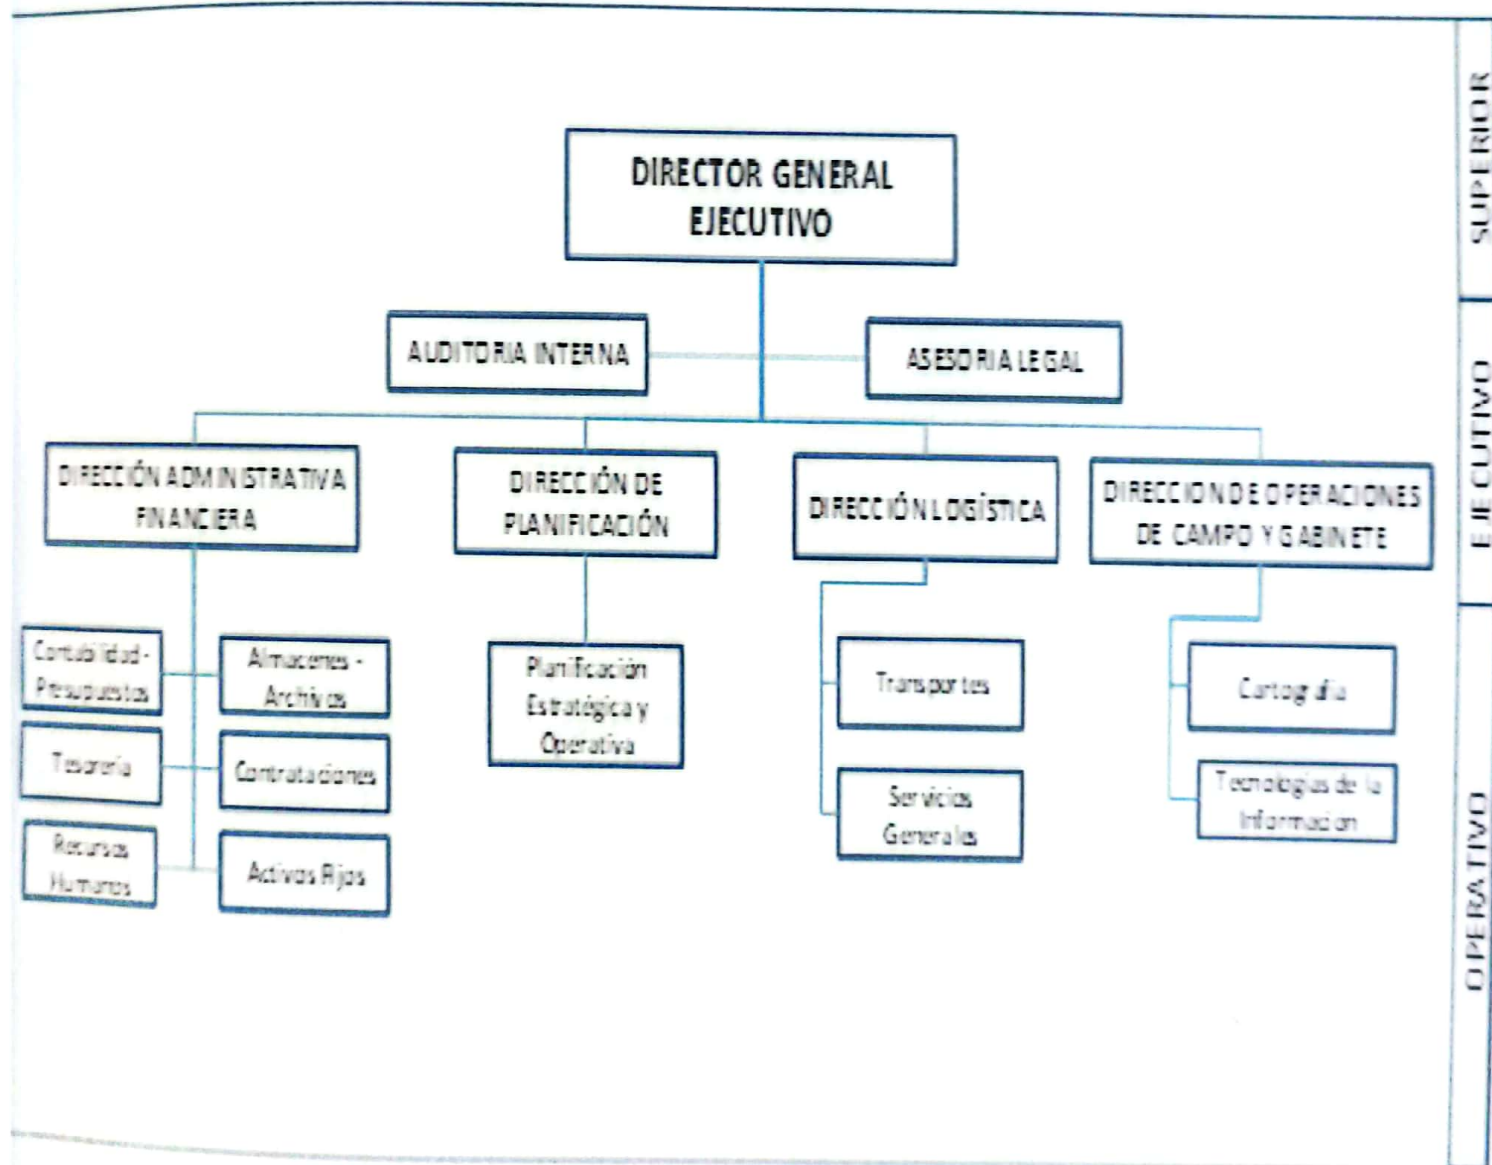 DIRECTOR GENERAL
EJECUTIVO
AUDITORIA INTERNA
ASESORIA LEGAL
DIRECCIÓN ADMINISTRATIVA
FINANCIERA
DIRECCIÓN DE
PLANIFICACIÓN
DIRECCIÓN LOGÍSTICA
DIRECCION DE OPERACIONES
DE CAMPO Y GABINETE
Contabilidad -
Presupuestos
Almacenes -
Archivos
Tesorería
Contrataciones
Recursos
Humanos
Activos Fijos
Planificación
Estratégica y
Operativa
Transportes
Servicios
Generales
Cartografía
Tecnologías de la
Informacion
SUPERIOR
EJECUTIVO
OPERATIVO